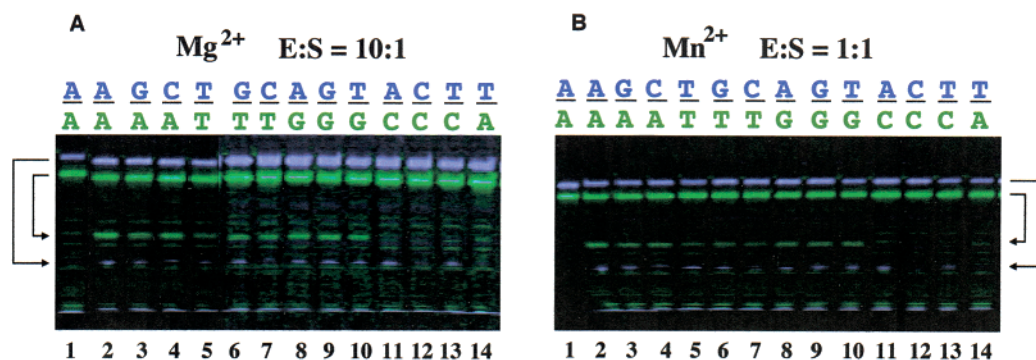 A
Mg2+ E:S = 10:1
A A G C T G C A G T A C T T
A A A A T T T G G G C C C A
1 2 3 4 5 6 7 8 9 10 11 12 13 14
B
Mn2+ E:S = 1:1
A A G C T G C A G T A C T T
A A A A T T T G G G C C C A
1 2 3 4 5 6 7 8 9 10 11 12 13 14